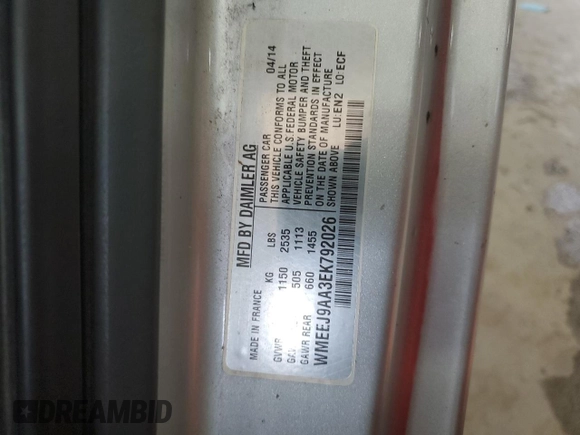 MFD BY DAIMLER AG
MADE IN FRANCE
PASSENGER CAR 04/14
KG LBS
GVWR 1150 2535
505 1113
GAWR REAR 660 1455
THIS VEHICLE CONFORMS TO ALL
APPLICABLE U.S. FEDERAL MOTOR
VEHICLE SAFETY BUMPER AND THEFT
PREVENTION STANDARDS IN EFFECT
ON THE DATE OF MANUFACTURE
SHOWN ABOVE LU:EN2 LO:ECF
WMEEJ9AA3EK792026
DREAMBID